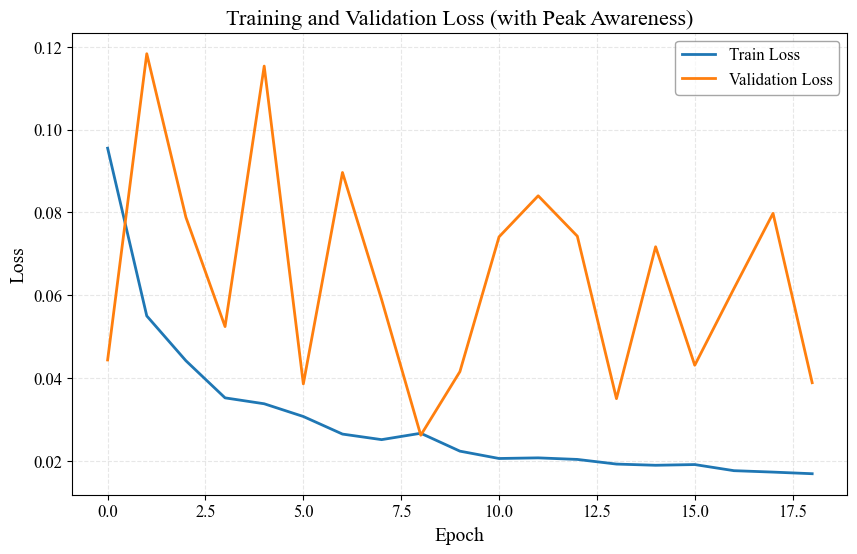 Training and Validation Loss (with Peak Awareness)
Train Loss
Validation Loss
Loss
0.12
0.10
0.08
0.06
0.04
0.02
0.0 2.5 5.0 7.5 10.0 12.5 15.0 17.5
Epoch